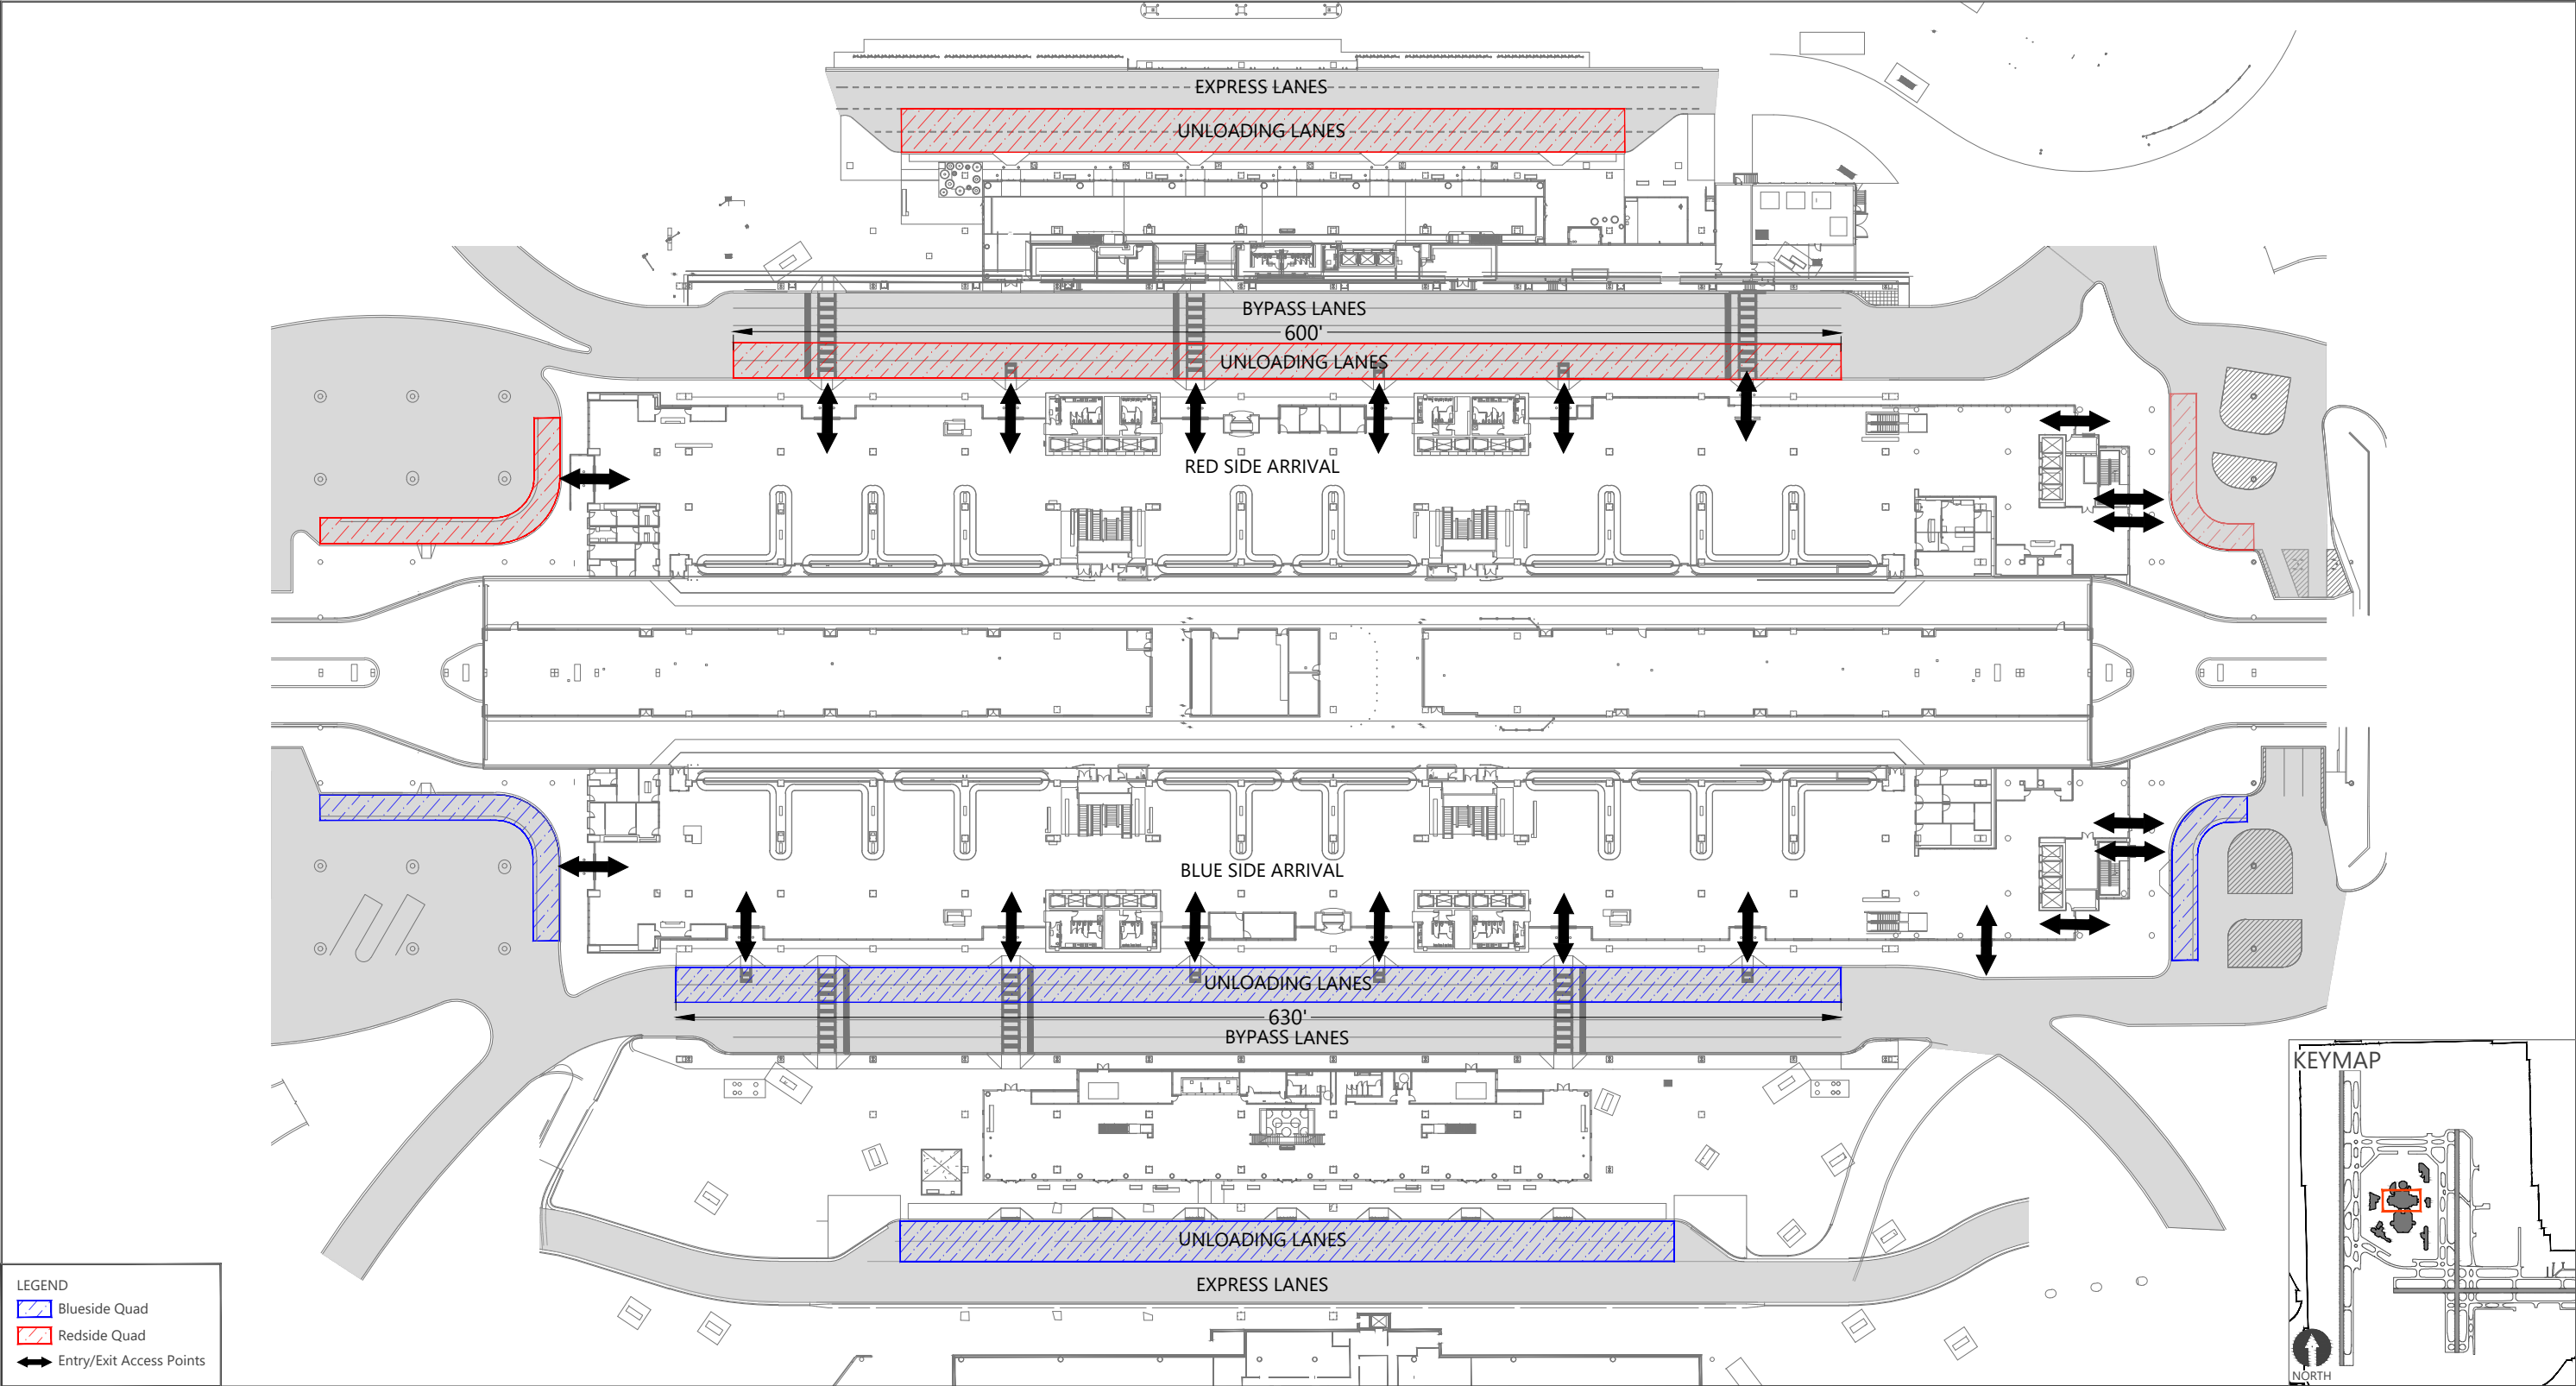 EXPRESS LANES
UNLOADING LANES
BYPASS LANES
600'
UNLOADING LANES
RED SIDE ARRIVAL
BLUE SIDE ARRIVAL
UNLOADING LANES
630'
BYPASS LANES
UNLOADING LANES
EXPRESS LANES
LEGEND
Blueside Quad
Redside Quad
Entry/Exit Access Points
KEYMAP
NORTH